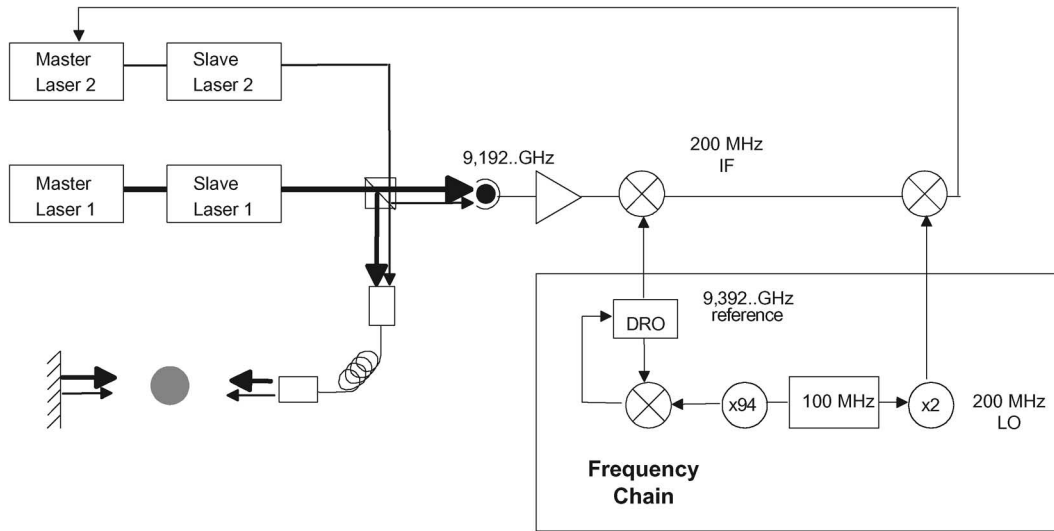 Master
Laser 2
Slave
Laser 2
Master
Laser 1
Slave
Laser 1
9,192..GHz
200 MHz
IF
DRO
9,392..GHz
reference
x94
100 MHz
x2
200 MHz
LO
Frequency
Chain